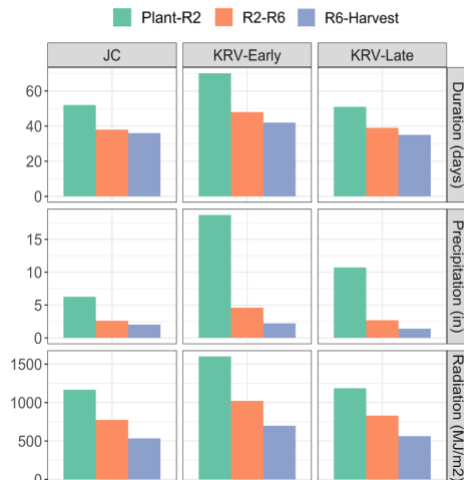 Plant-R2 R2-R6 R6-Harvest
JC KRV-Early KRV-Late
60
40
20
0
Duration (days)
15
10
5
0
Precipitation (in)
1500
1000
500
0
Radiation (MJ/m2)